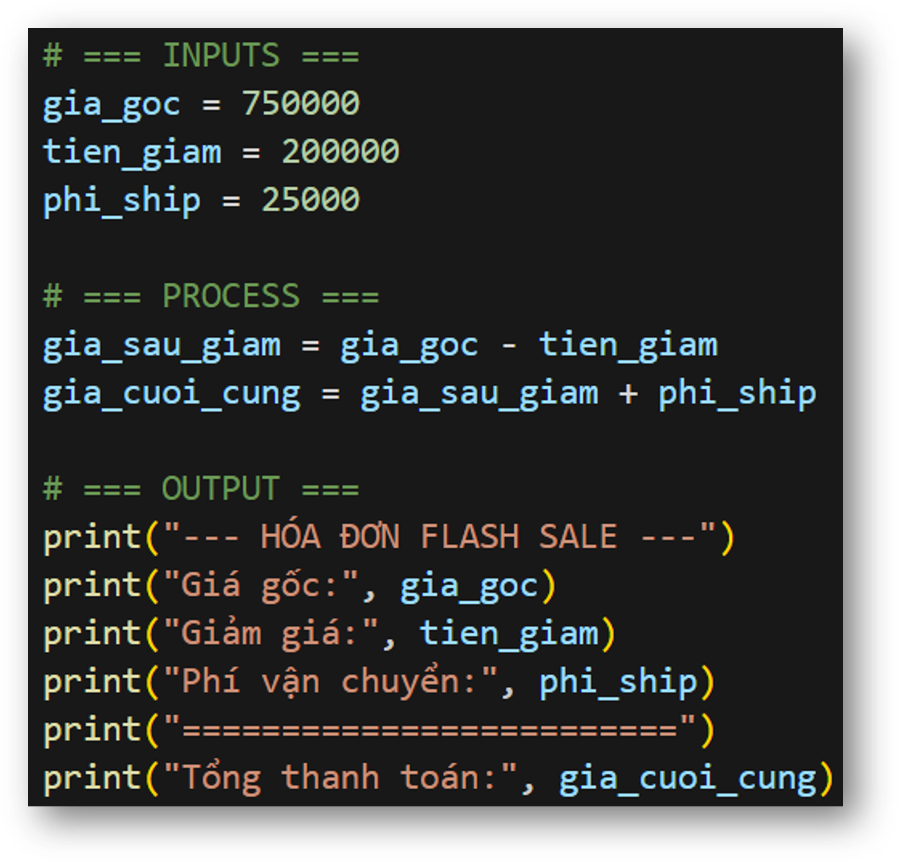 # === INPUTS ===
gia_goc = 750000
tien_giam = 200000
phi_ship = 25000
# === PROCESS ===
gia_sau_giam = gia_goc - tien_giam
gia_cuoi_cung = gia_sau_giam + phi_ship
# === OUTPUT ===
print("--- HÓA ĐƠN FLASH SALE ---")
print("Giá gốc:", gia_goc)
print("Giảm giá:", tien_giam)
print("Phí vận chuyển:", phi_ship)
print("=========================")
print("Tổng thanh toán:", gia_cuoi_cung)